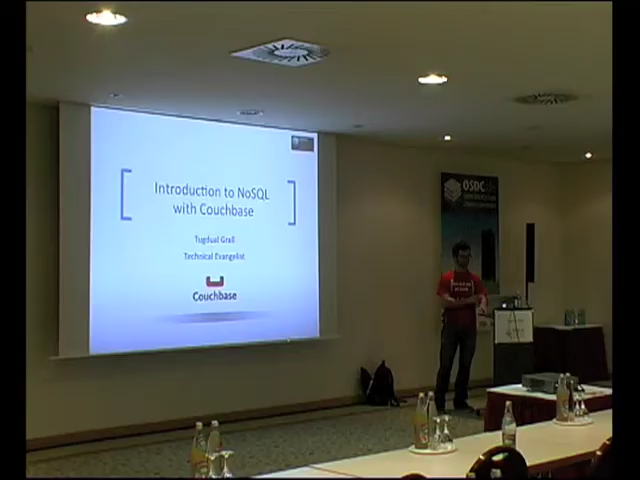 Introduction to NoSQL
with Couchbase
Tugdual Grall
Technical Evangelist
Couchbase
OSDC